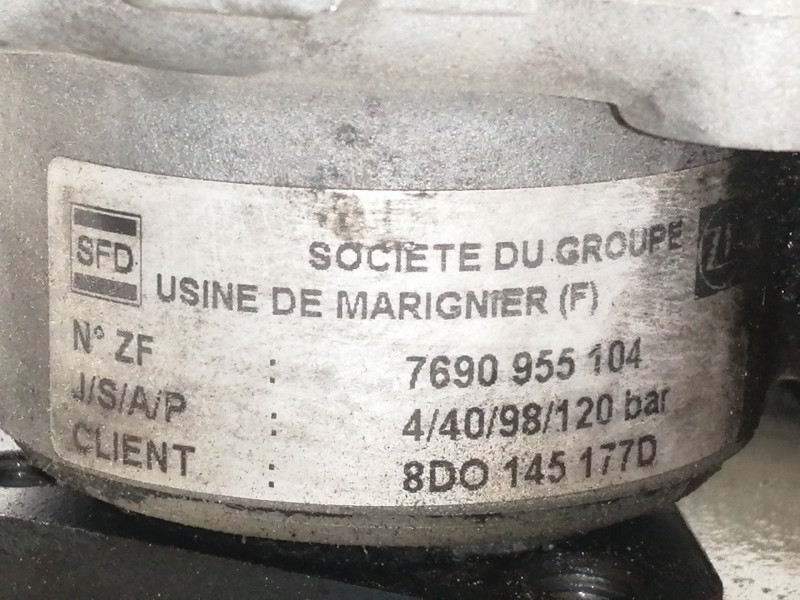 SFD
SOCIETE DU GROUPE ZF
USINE DE MARIGNIER (F)
N° ZF : 7690 955 104
J/S/A/P : 4/40/98/120 bar
CLIENT : 8DO 145 177D